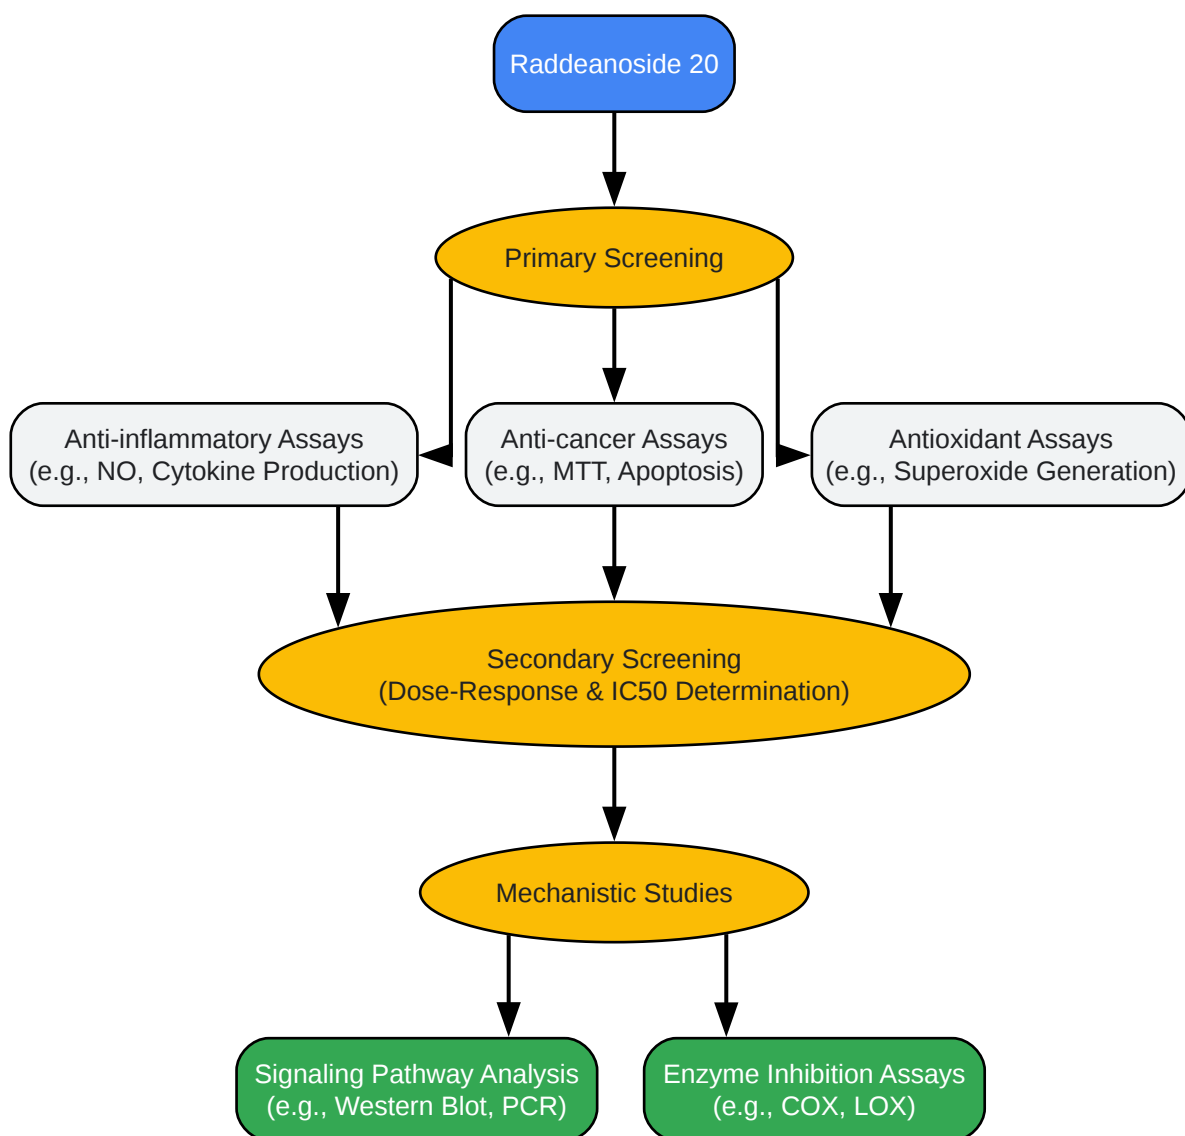 Raddeanoside 20
Primary Screening
Anti-inflammatory Assays
(e.g., NO, Cytokine Production)
Anti-cancer Assays
(e.g., MTT, Apoptosis)
Antioxidant Assays
(e.g., Superoxide Generation)
Secondary Screening
(Dose-Response & IC50 Determination)
Mechanistic Studies
Signaling Pathway Analysis
(e.g., Western Blot, PCR)
Enzyme Inhibition Assays
(e.g., COX, LOX)